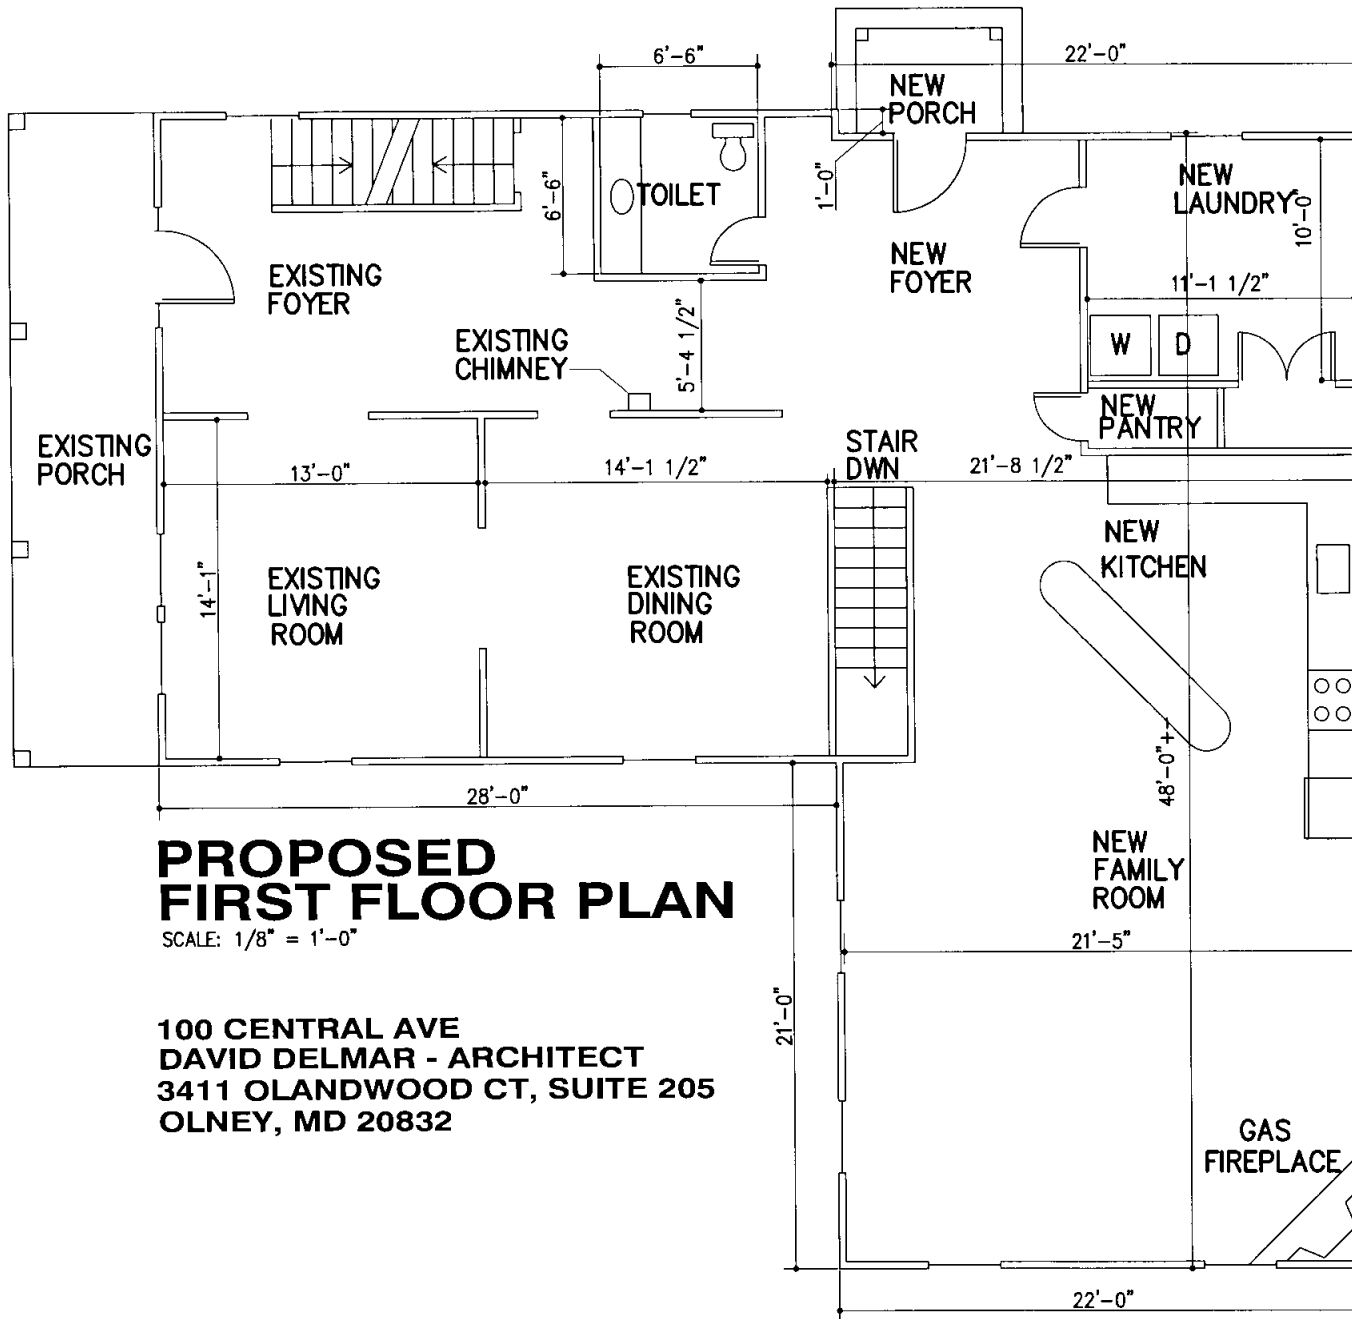 6'-6"
22'-0"
NEW
PORCH
1'-0"
6'-6"
TOILET
NEW
LAUNDRY
10'-0"
EXISTING
FOYER
NEW
FOYER
11'-1 1/2"
EXISTING
CHIMNEY
5'-4 1/2"
W
D
NEW
PANTRY
EXISTING
PORCH
STAIR
DWN
13'-0"
14'-1 1/2"
21'-8 1/2"
NEW
KITCHEN
14'-1"
EXISTING
LIVING
ROOM
EXISTING
DINING
ROOM
48'-0"+-
28'-0"
NEW
FAMILY
ROOM
PROPOSED
FIRST FLOOR PLAN
SCALE: 1/8" = 1'-0"
21'-5"
21'-0"
100 CENTRAL AVE
DAVID DELMAR - ARCHITECT
3411 OLANDWOOD CT, SUITE 205
OLNEY, MD 20832
GAS
FIREPLACE
22'-0"